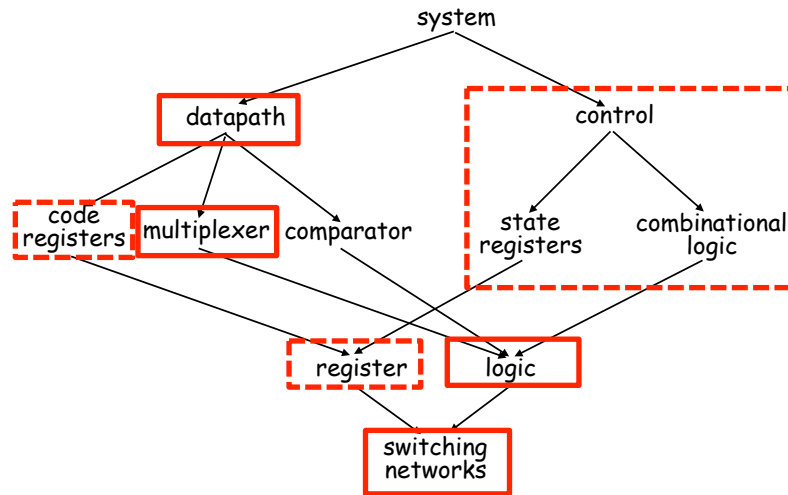 system
datapath
control
code
registers
multiplexer
comparator
state
registers
combinational
logic
register
logic
switching
networks